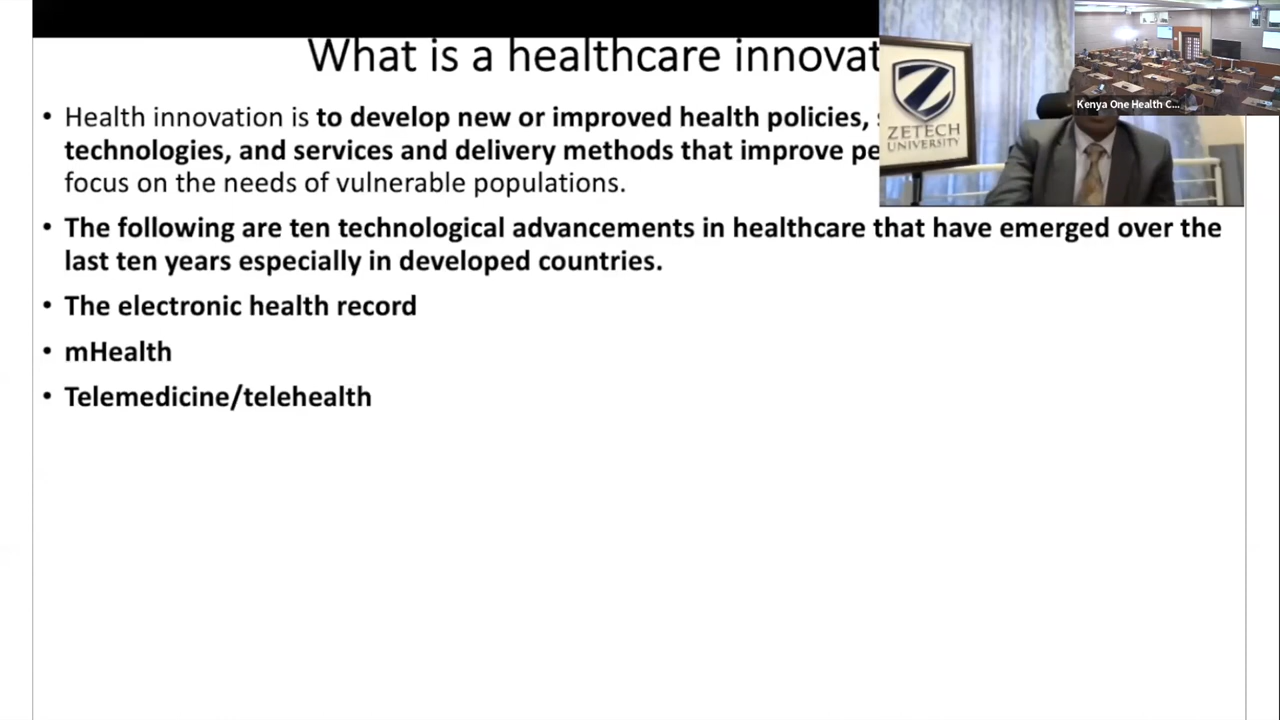 What is a healthcare
• Health innovation is to develop new or improved health policies,
technologies, and services and delivery methods that improve
focus on the needs of vulnerable populations.
• The following are ten technological advancements in healthcare that have emerged over the
last ten years especially in developed countries.
• The electronic health record
• mHealth
• Telemedicine/telehealth
ZETECH
UNIVERSITY
Kenya One Health C...